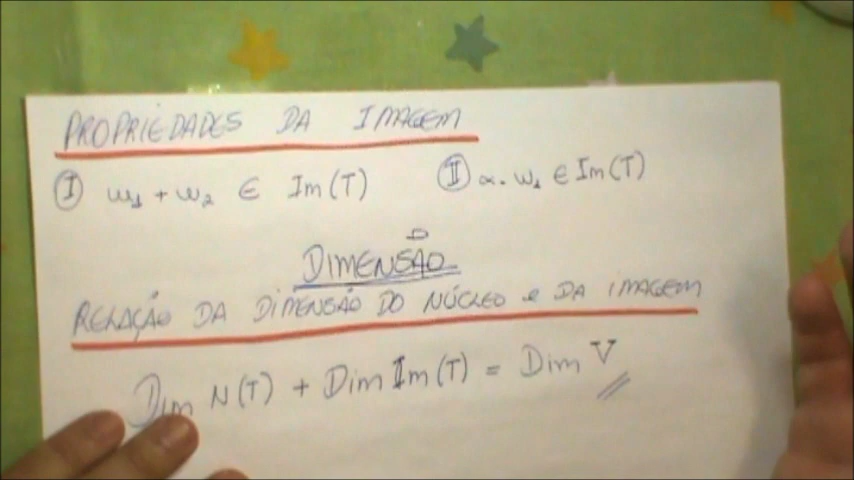 PROPRIEDADES DA IMAGEM
I w1 + w2 ∈ Im(T) II α. w1 ∈ Im(T)
DIMENSÃO
RELAÇÃO DA DIMENSÃO DO NÚCLEO e DA IMAGEM
Dim N(T) + Dim Im(T) = Dim V